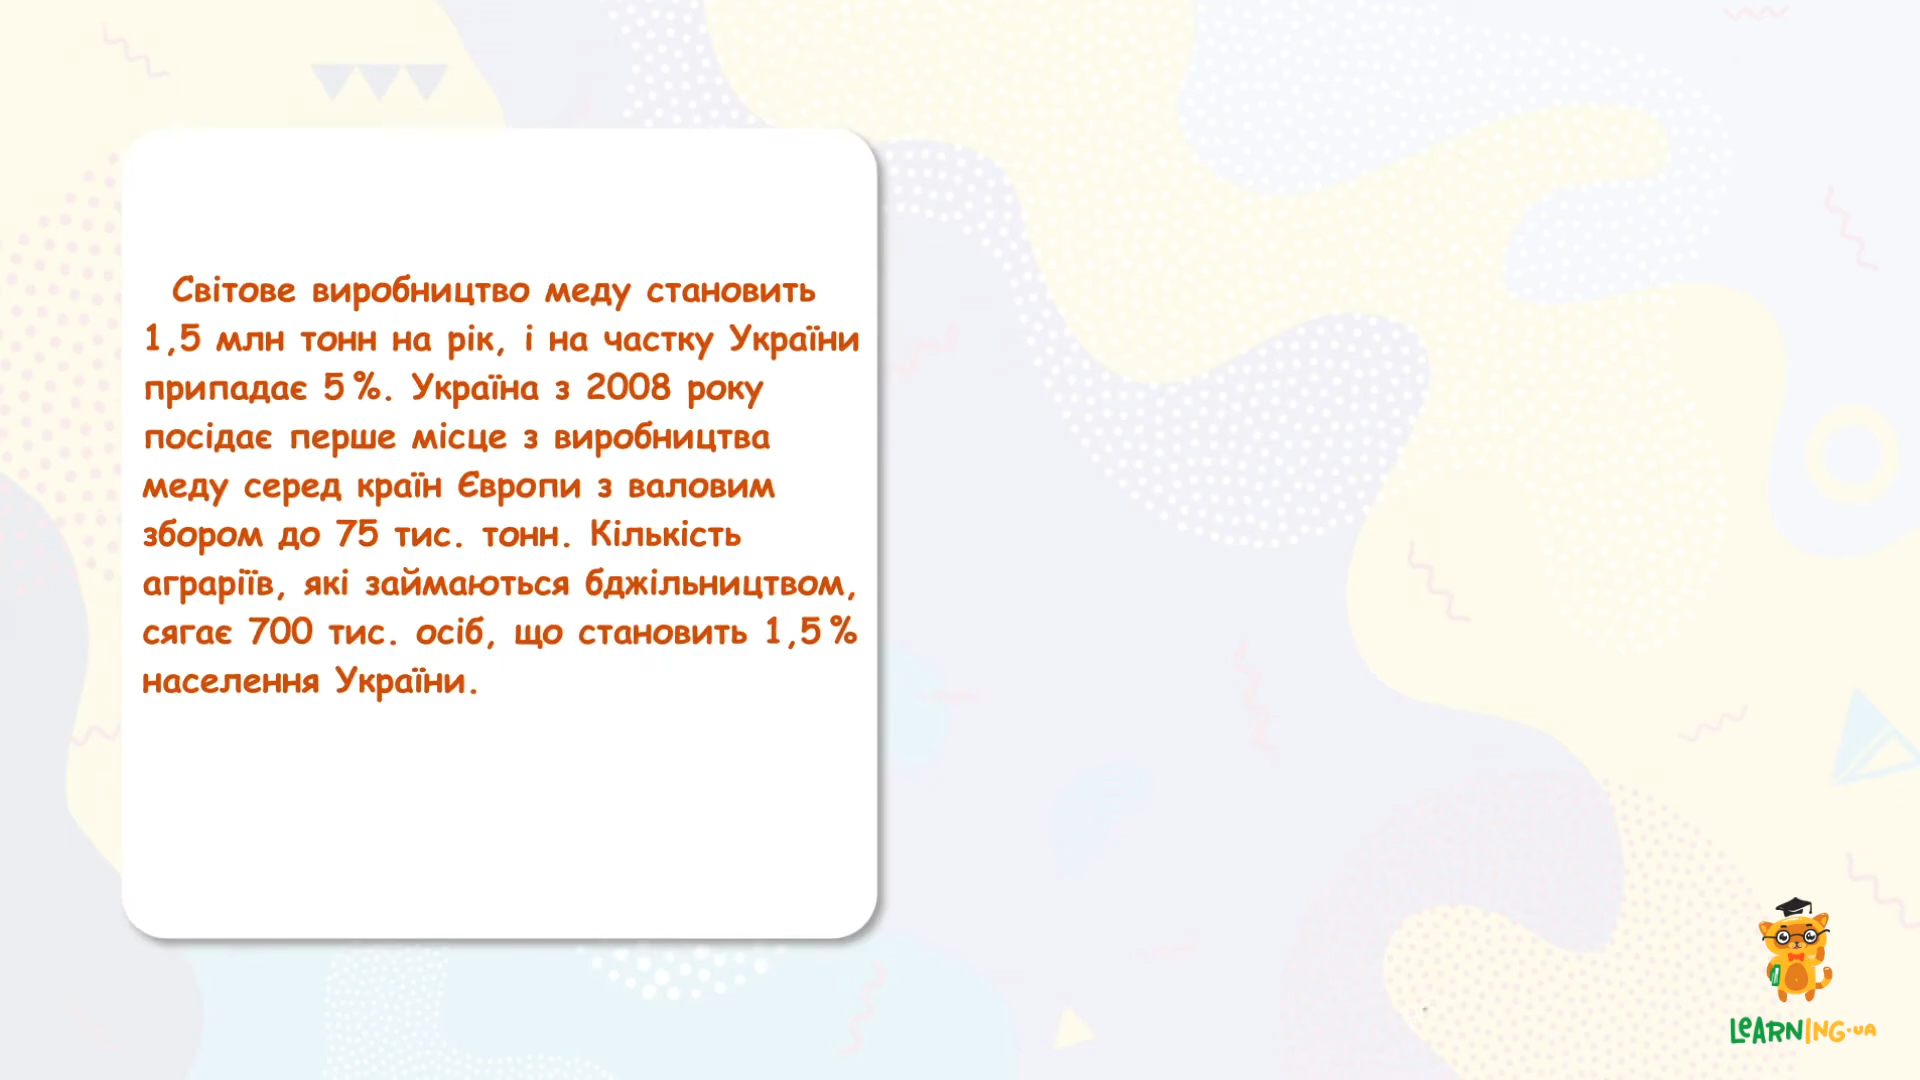 Світове виробництво меду становить
1,5 млн тонн на рік, і на частку України
припадає 5 %. Україна з 2008 року
посідає перше місце з виробництва
меду серед країн Європи з валовим
збором до 75 тис. тонн. Кількість
аграріїв, які займаються бджільництвом,
сягає 700 тис. осіб, що становить 1,5 %
населення України.
LEARNING.UA